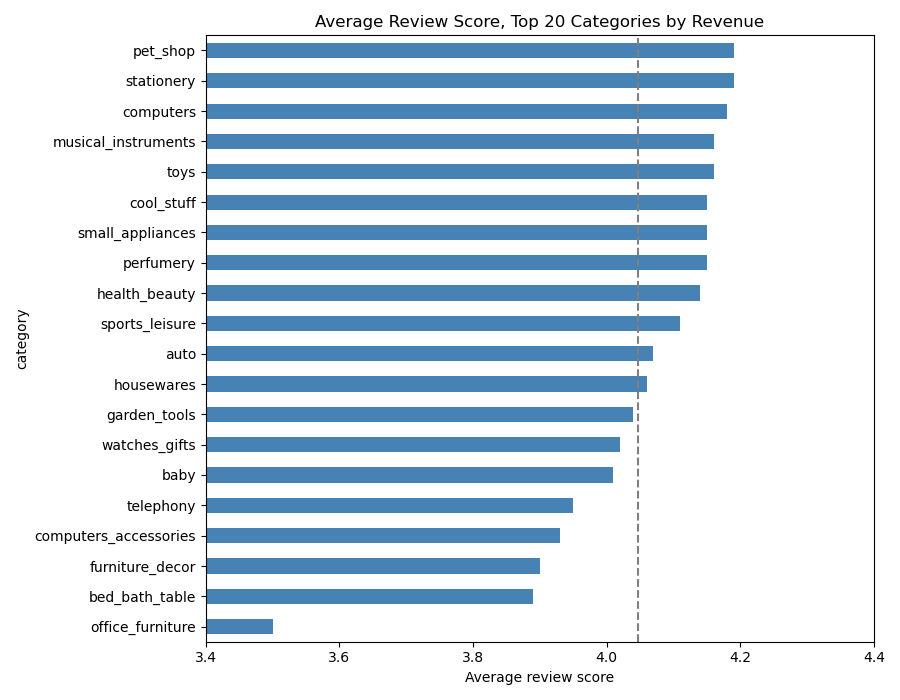 Average Review Score, Top 20 Categories by Revenue
category
pet_shop
stationery
computers
musical_instruments
toys
cool_stuff
small_appliances
perfumery
health_beauty
sports_leisure
auto
housewares
garden_tools
watches_gifts
baby
telephony
computers_accessories
furniture_decor
bed_bath_table
office_furniture
3.4 3.6 3.8 4.0 4.2 4.4
Average review score